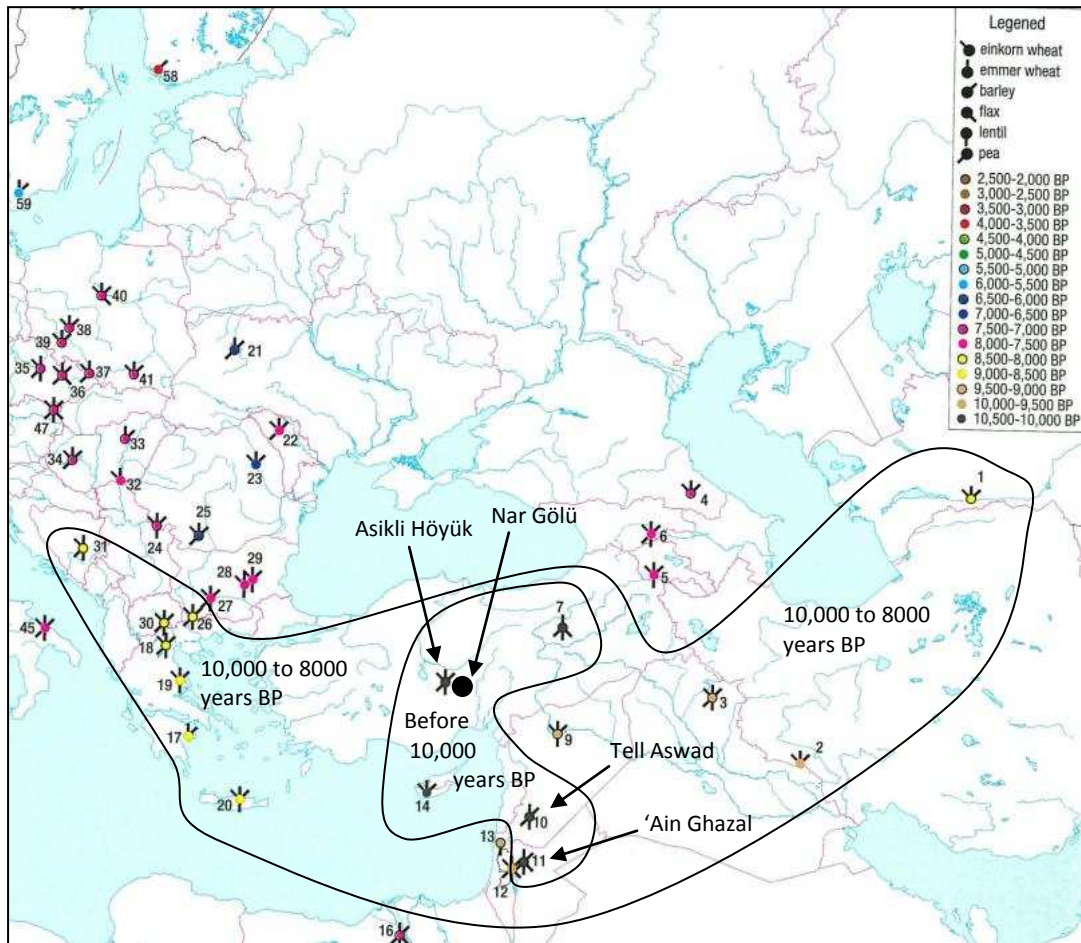 Legened
einkorn wheat
emmer wheat
barley
flax
lentil
pea
2,500-2,000 BP
3,000-2,500 BP
3,500-3,000 BP
4,000-3,500 BP
4,500-4,000 BP
5,000-4,500 BP
5,500-5,000 BP
6,000-5,500 BP
6,500-6,000 BP
7,000-6,500 BP
7,500-7,000 BP
8,000-7,500 BP
8,500-8,000 BP
9,000-8,500 BP
9,500-9,000 BP
10,000-9,500 BP
10,500-10,000 BP
58
59
40
38
39
21
35
37
41
36
47
33
22
34
23
32
1
4
25
24
Asikli Höyük
Nar Gölü
6
31
29
28
5
27
7
10,000 to 8000
years BP
30
26
45
18
10,000 to 8000
years BP
19
3
Before
10,000
years BP
17
9
Tell Aswad
2
20
14
10
'Ain Ghazal
13
11
12
16